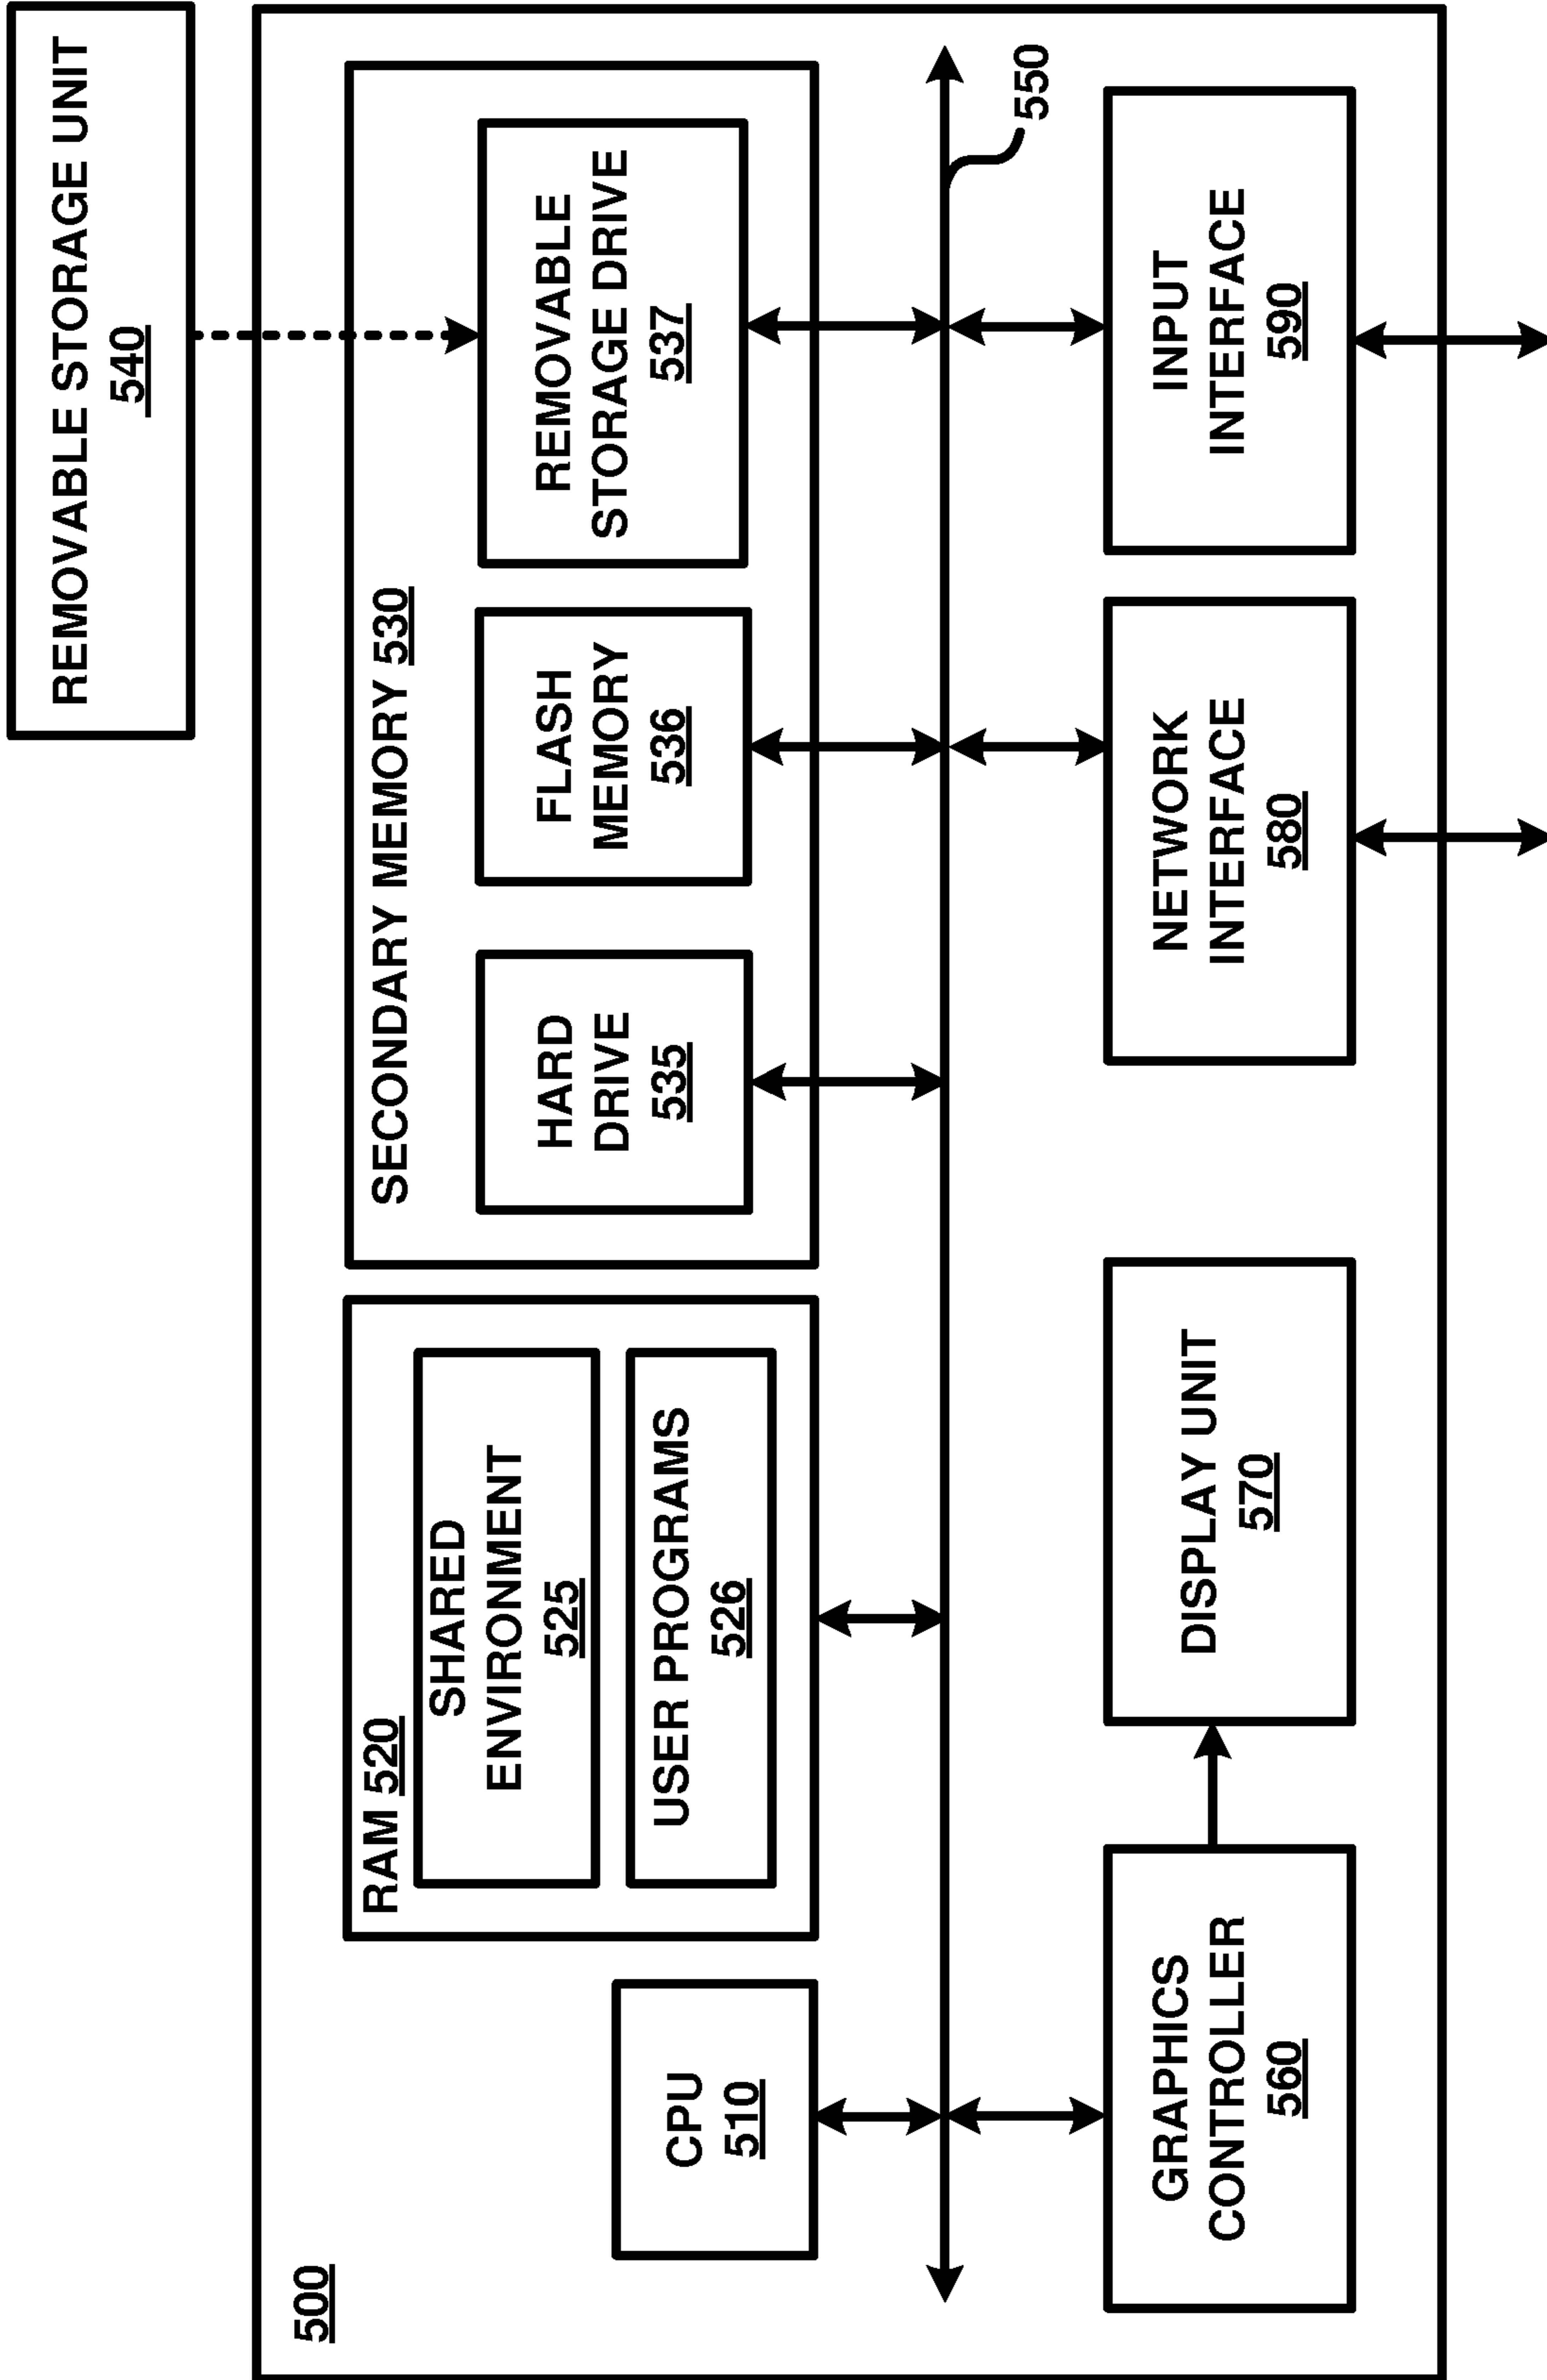 REMOVABLE STORAGE UNIT
540
500
CPU
510
RAM 520
SHARED
ENVIRONMENT
525
USER PROGRAMS
526
SECONDARY MEMORY 530
HARD
DRIVE
535
FLASH
MEMORY
536
REMOVABLE
STORAGE DRIVE
537
550
GRAPHICS
CONTROLLER
560
DISPLAY UNIT
570
NETWORK
INTERFACE
580
INPUT
INTERFACE
590